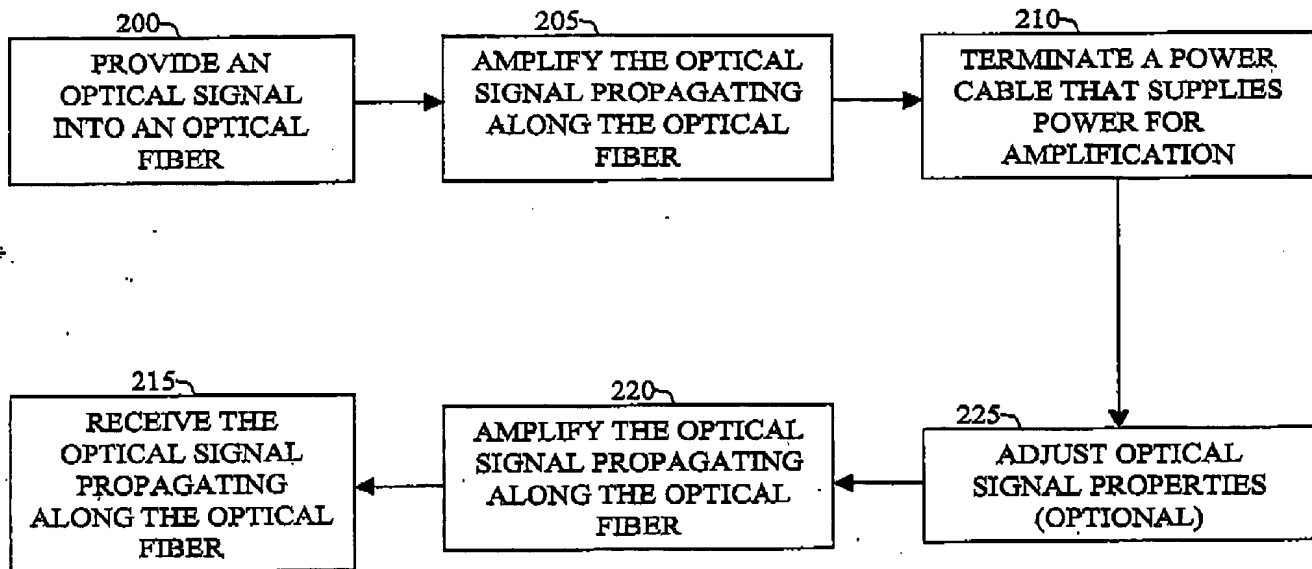 200
PROVIDE AN
OPTICAL SIGNAL
INTO AN OPTICAL
FIBER
205
AMPLIFY THE OPTICAL
SIGNAL PROPAGATING
ALONG THE OPTICAL
FIBER
210
TERMINATE A POWER
CABLE THAT SUPPLIES
POWER FOR
AMPLIFICATION
215
RECEIVE THE
OPTICAL SIGNAL
PROPAGATING
ALONG THE OPTICAL
FIBER
220
AMPLIFY THE OPTICAL
SIGNAL PROPAGATING
ALONG THE OPTICAL
FIBER
225
ADJUST OPTICAL
SIGNAL PROPERTIES
(OPTIONAL)